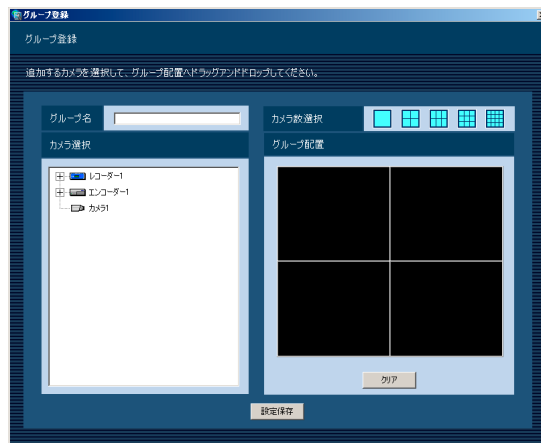 グループ登録
グループ登録
追加するカメラを選択して、グループ配置へドラッグアンドドロップしてください。
グループ名
カメラ選択
レコーダー1
エンコーダー1
カメラ1
カメラ数選択
グループ配置
クリア
設定保存